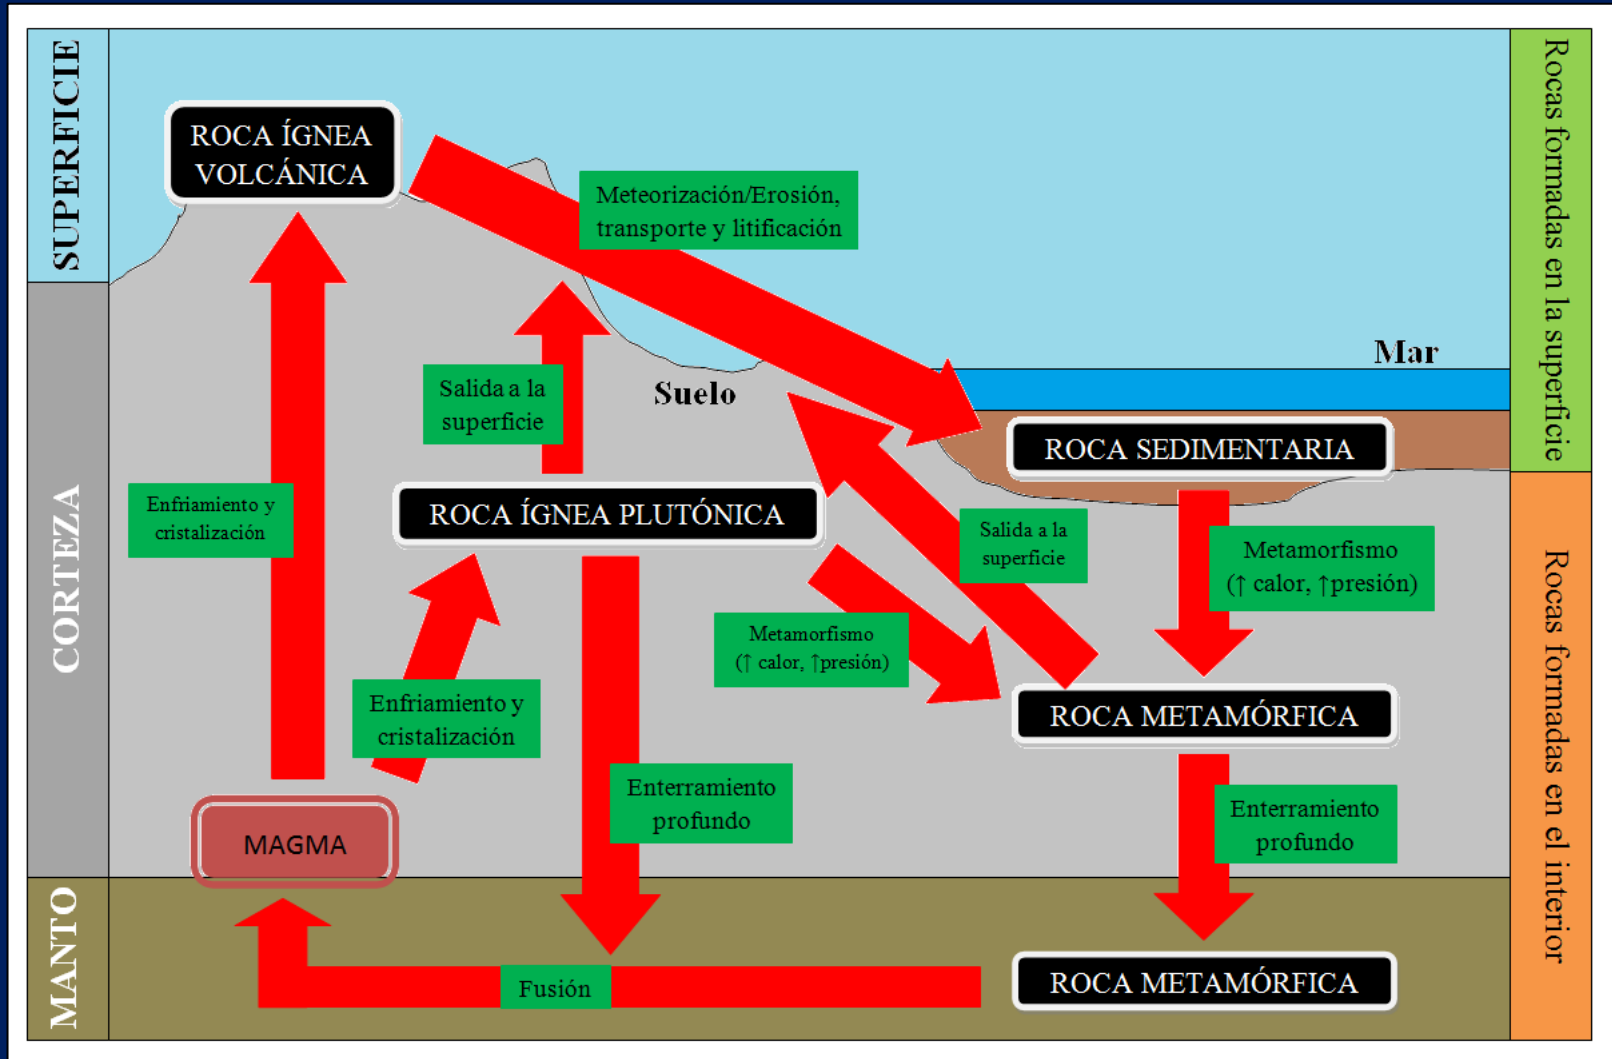 SUPERFICIE
CORTEZA
MANTO
ROCA ÍGNEA
VOLCÁNICA
Meteorización/Erosión,
transporte y litificación
Mar
Salida a la
superficie
Suelo
ROCA SEDIMENTARIA
Enfriamiento y
cristalización
ROCA ÍGNEA PLUTÓNICA
Salida a la
superficie
Metamorfismo
(↑ calor, ↑presión)
Metamorfismo
(↑ calor, ↑presión)
Enfriamiento y
cristalización
ROCA METAMÓRFICA
Enterramiento
profundo
Enterramiento
profundo
MAGMA
Fusión
ROCA METAMÓRFICA
Rocas formadas en la superficie
Rocas formadas en el interior